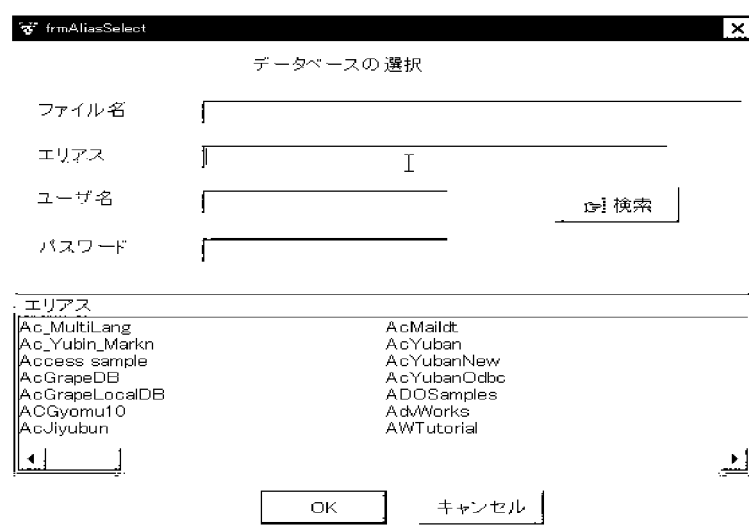 frmAliasSelect
データベースの選択
ファイル名
エリアス
ユーザ名
検索
パスワード
エリアス
Ac_MultiLang AcMaildt
Ac_Yubin_Markn AcYuban
Access sample AcYubanNew
AcGrapeDB AcYubanOdbc
AcGrapeLocalDB ADOSamples
ACGyomu10 AdvWorks
AcJiyubun AWTutorial
OK キャンセル